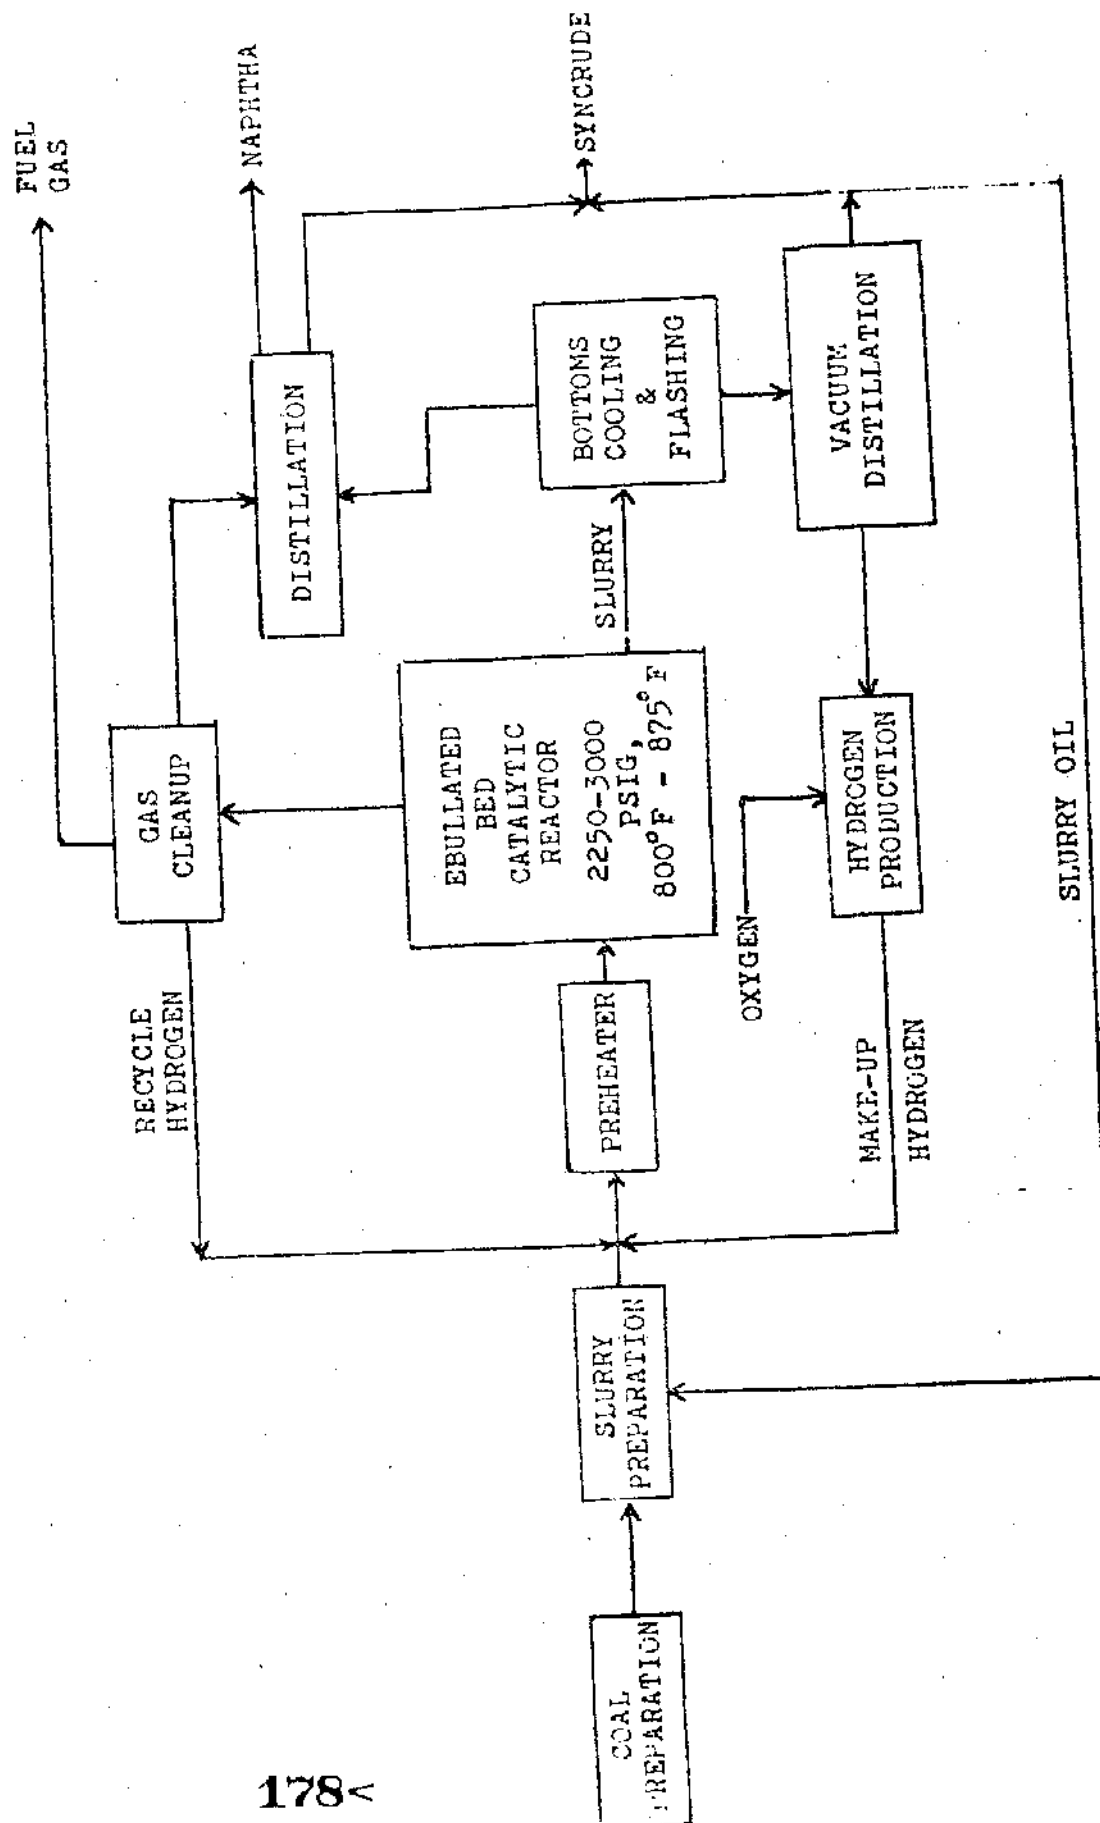 FUEL
GAS
NAPHTHA
SYNCRUDE
GAS
CLEANUP
DISTILLATION
RECYCLE
HYDROGEN
EBULLATED
BED
CATALYTIC
REACTOR
2250-3000
PSIG,
800°F - 875°F
SLURRY
BOTTOMS
COOLING
&
FLASHING
VACUUM
DISTILLATION
COAL
PREPARATION
SLURRY
PREPARATION
PREHEATER
OXYGEN
HYDROGEN
PRODUCTION
MAKE-UP
HYDROGEN
SLURRY OIL
178<